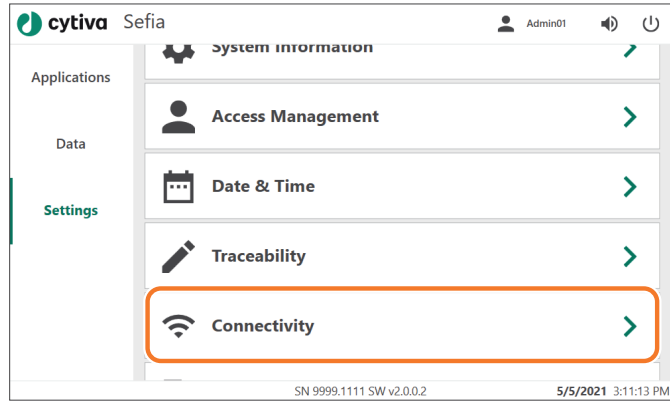 cytiva Sefia
Admin01
Applications
Data
Settings
System Information
Access Management
Date & Time
Traceability
Connectivity
SN 9999.1111 SW v2.0.0.2
5/5/2021 3:11:13 PM